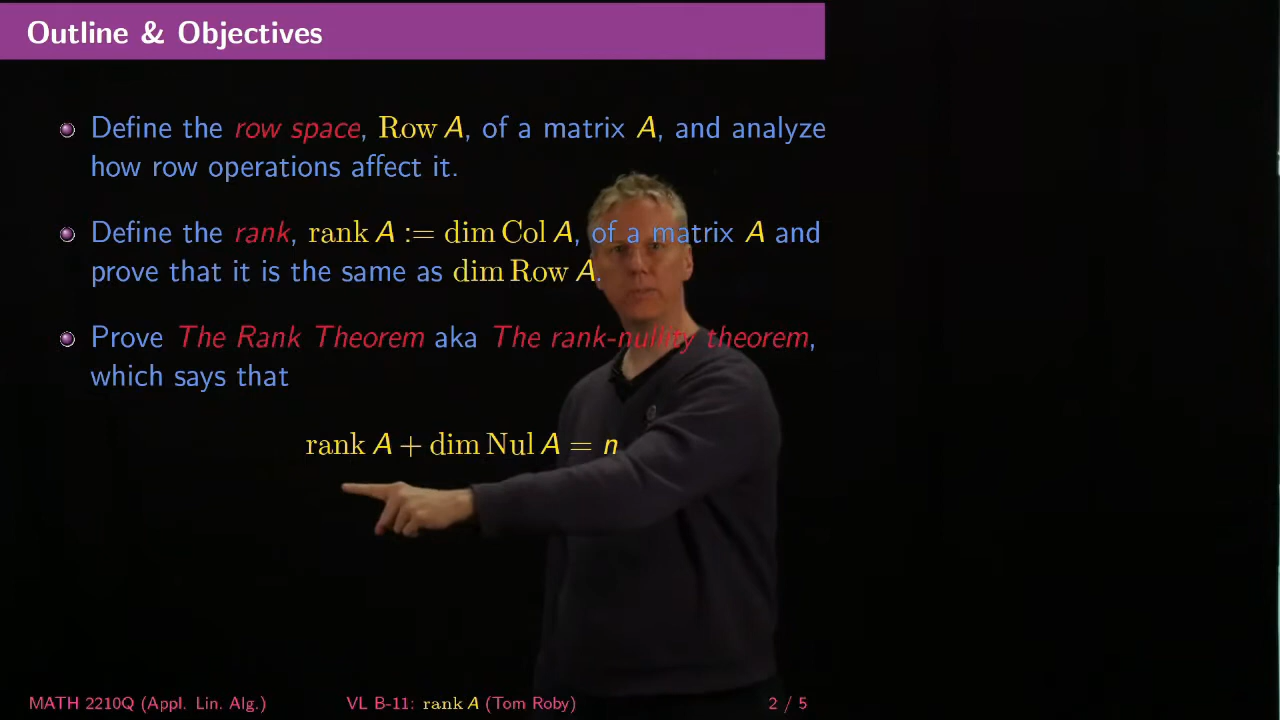 Outline & Objectives
Define the row space, Row A, of a matrix A, and analyze
how row operations affect it.
Define the rank, rank A := dim Col A, of a matrix A and
prove that it is the same as dim Row A.
Prove The Rank Theorem aka The rank-nullity theorem,
which says that
rank A + dim Nul A = n
MATH 2210Q (Appl. Lin. Alg.) VL B-11: rank A (Tom Roby) 2 / 5